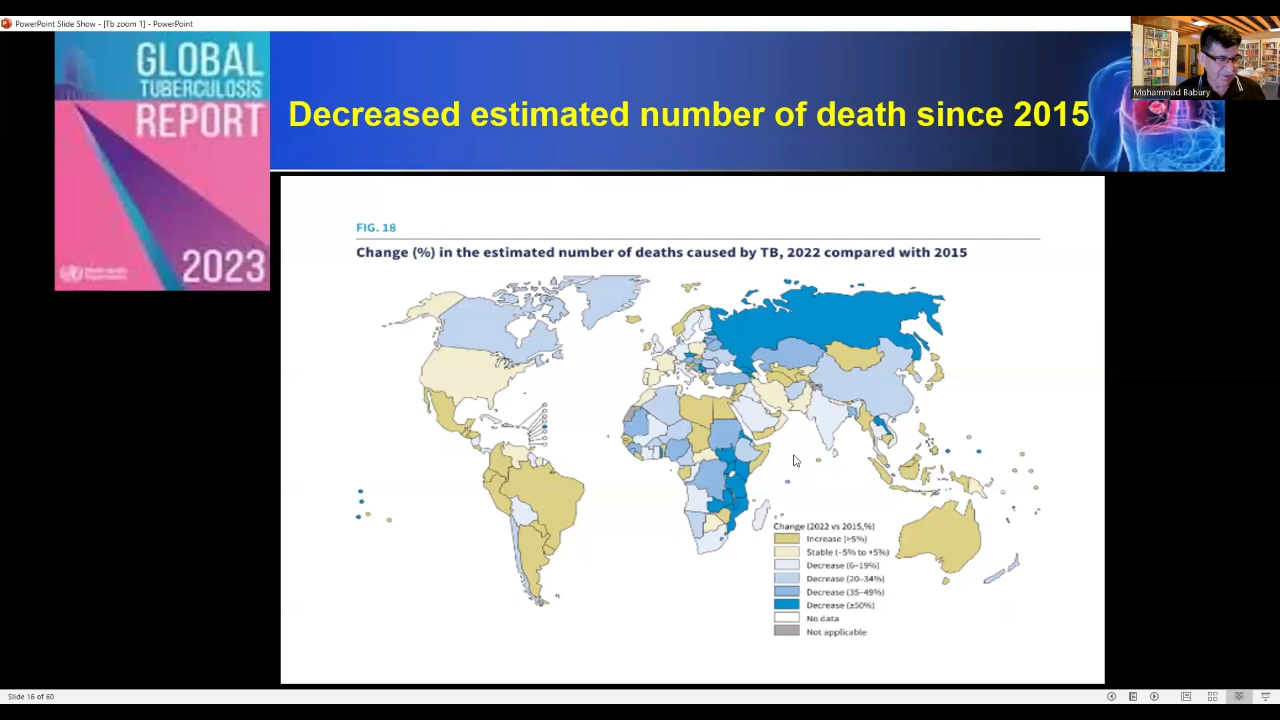 PowerPoint Slide Show - [Tb zoom 1] - PowerPoint
Mohammad Babury
GLOBAL
TUBERCULOSIS
REPORT
2023
Decreased estimated number of death since 2015
FIG. 18
Change (%) in the estimated number of deaths caused by TB, 2022 compared with 2015
Change (2022 vs 2015,%)
Increase (>5%)
Stable (–5% to +5%)
Decrease (6–19%)
Decrease (20–34%)
Decrease (35–49%)
Decrease (≥50%)
No data
Not applicable
Slide 16 of 60